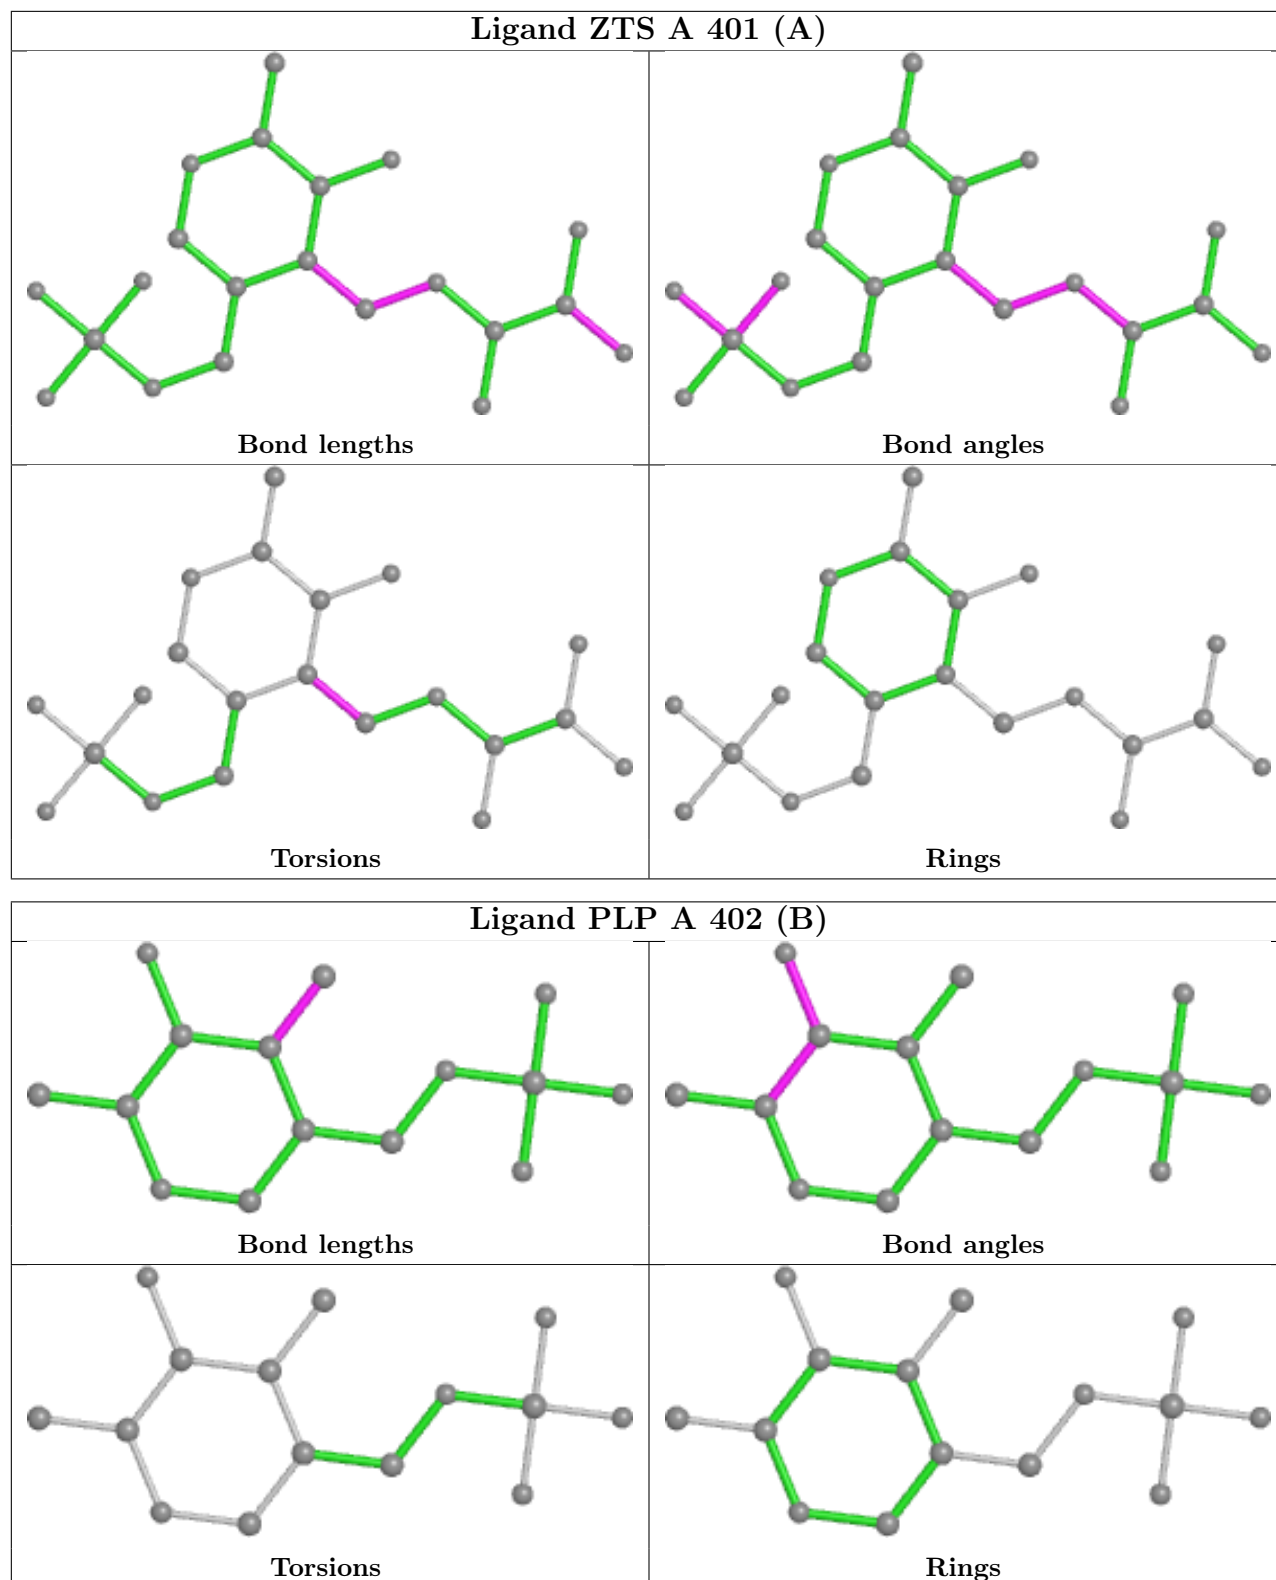 Ligand ZTS A 401 (A)
Bond lengths
Bond angles
Torsions
Rings
Ligand PLP A 402 (B)
Bond lengths
Bond angles
Torsions
Rings